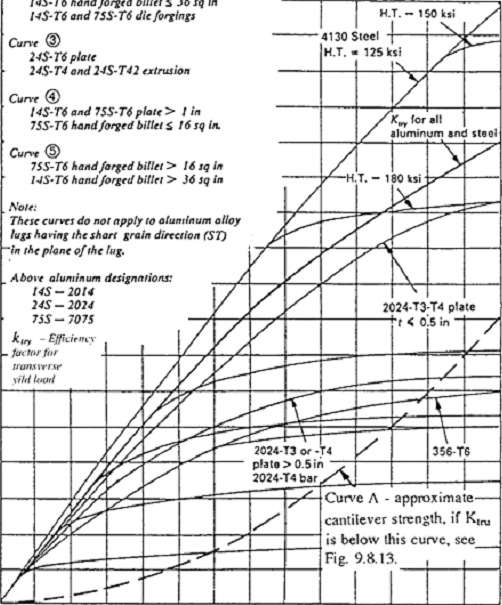 14S-T6 hand forged billet ≤ 36 sq in
14S-T6 and 75S-T6 die forgings
Curve ③
24S-T6 plate
24S-T4 and 24S-T42 extrusion
Curve ④
14S-T6 and 75S-T6 plate > 1 in
75S-T6 hand forged billet ≤ 16 sq in.
Curve ⑤
75S-T6 hand forged billet > 16 sq in
14S-T6 hand forged billet > 36 sq in
Note:
These curves do not apply to aluminum alloy
lugs having the short grain direction (ST)
in the plane of the lug.
Above aluminum designations:
14S — 2014
24S — 2024
75S — 7075
ktry - Efficiency
factor for
transverse
yild load
H.T. — 150 ksi
4130 Steel
H.T. = 125 ksi
Ktry for all
aluminum and steel
H.T. — 180 ksi
2024-T3-T4 plate
t < 0.5 in
2024-T3 or -T4
plate > 0.5 in
2024-T4 bar
356-T6
Curve A - approximate
cantilever strength, if Ktru
is below this curve, see
Fig. 9.8.13.